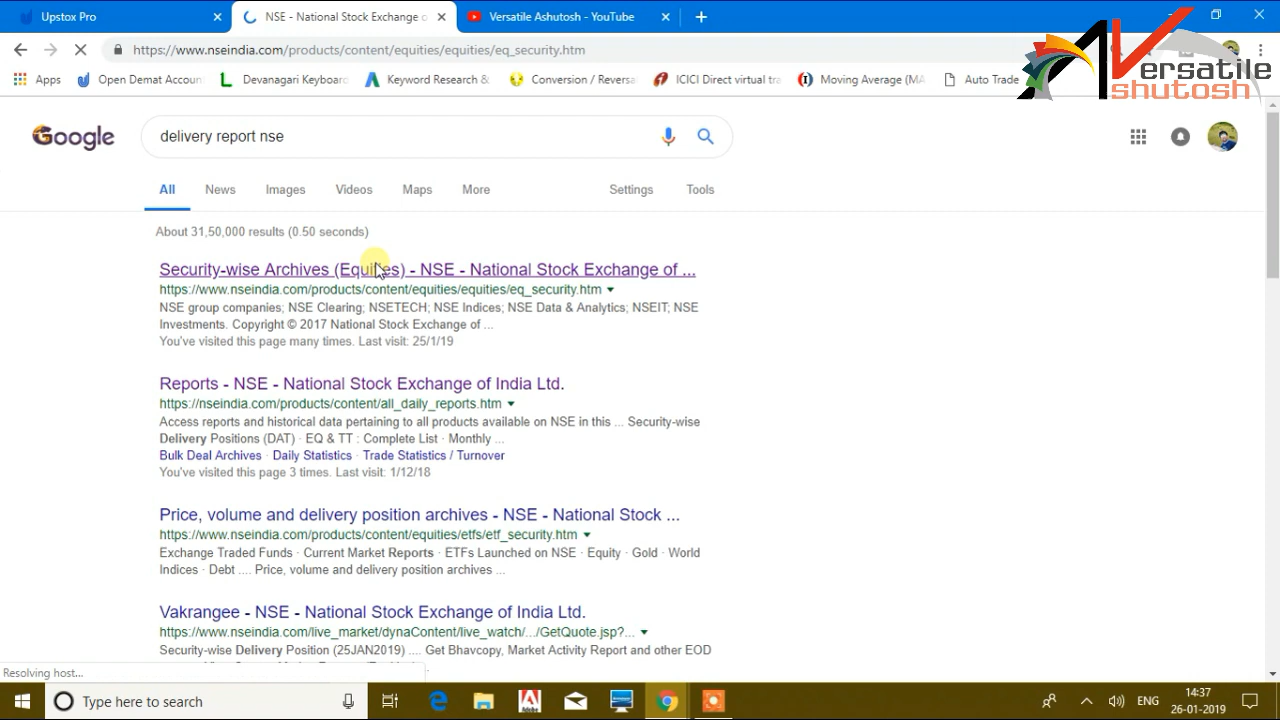 Upstox Pro
NSE - National Stock Exchange o
Versatile Ashutosh - YouTube
https://www.nseindia.com/products/content/equities/equities/eq_security.htm
Apps
Open Demat Accoun
Devanagari Keyboard
Keyword Research &
Conversion / Reversa
ICICI Direct virtual tra
Moving Average (MA
Auto Trade
Versatile
Ashutosh
Google
delivery report nse
All
News
Images
Videos
Maps
More
Settings
Tools
About 31,50,000 results (0.50 seconds)
Security-wise Archives (Equities) - NSE - National Stock Exchange of ...
https://www.nseindia.com/products/content/equities/equities/eq_security.htm
NSE group companies; NSE Clearing; NSETECH; NSE Indices; NSE Data & Analytics; NSEIT; NSE
Investments. Copyright © 2017 National Stock Exchange of ...
You've visited this page many times. Last visit: 25/1/19
Reports - NSE - National Stock Exchange of India Ltd.
https://nseindia.com/products/content/all_daily_reports.htm
Access reports and historical data pertaining to all products available on NSE in this ... Security-wise
Delivery Positions (DAT) · EQ & TT : Complete List · Monthly ...
Bulk Deal Archives · Daily Statistics · Trade Statistics / Turnover
You've visited this page 3 times. Last visit: 1/12/18
Price, volume and delivery position archives - NSE - National Stock ...
https://www.nseindia.com/products/content/equities/etfs/etf_security.htm
Exchange Traded Funds · Current Market Reports · ETFs Launched on NSE · Equity · Gold · World
Indices · Debt .... Price, volume and delivery position archives ...
Vakrangee - NSE - National Stock Exchange of India Ltd.
https://www.nseindia.com/live_market/dynaContent/live_watch/.../GetQuote.jsp?...
Security-wise Delivery Position (25JAN2019) .... Get Bhavcopy, Market Activity Report and other EOD
Resolving host...
Type here to search
ENG
14:37
26-01-2019